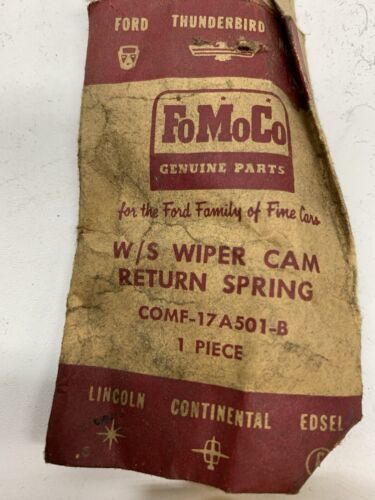 FORD THUNDERBIRD
FoMoCo
GENUINE PARTS
for the Ford Family of Fine Cars
W/S WIPER CAM
RETURN SPRING
COMF-17A501-B
1 PIECE
LINCOLN CONTINENTAL EDSEL